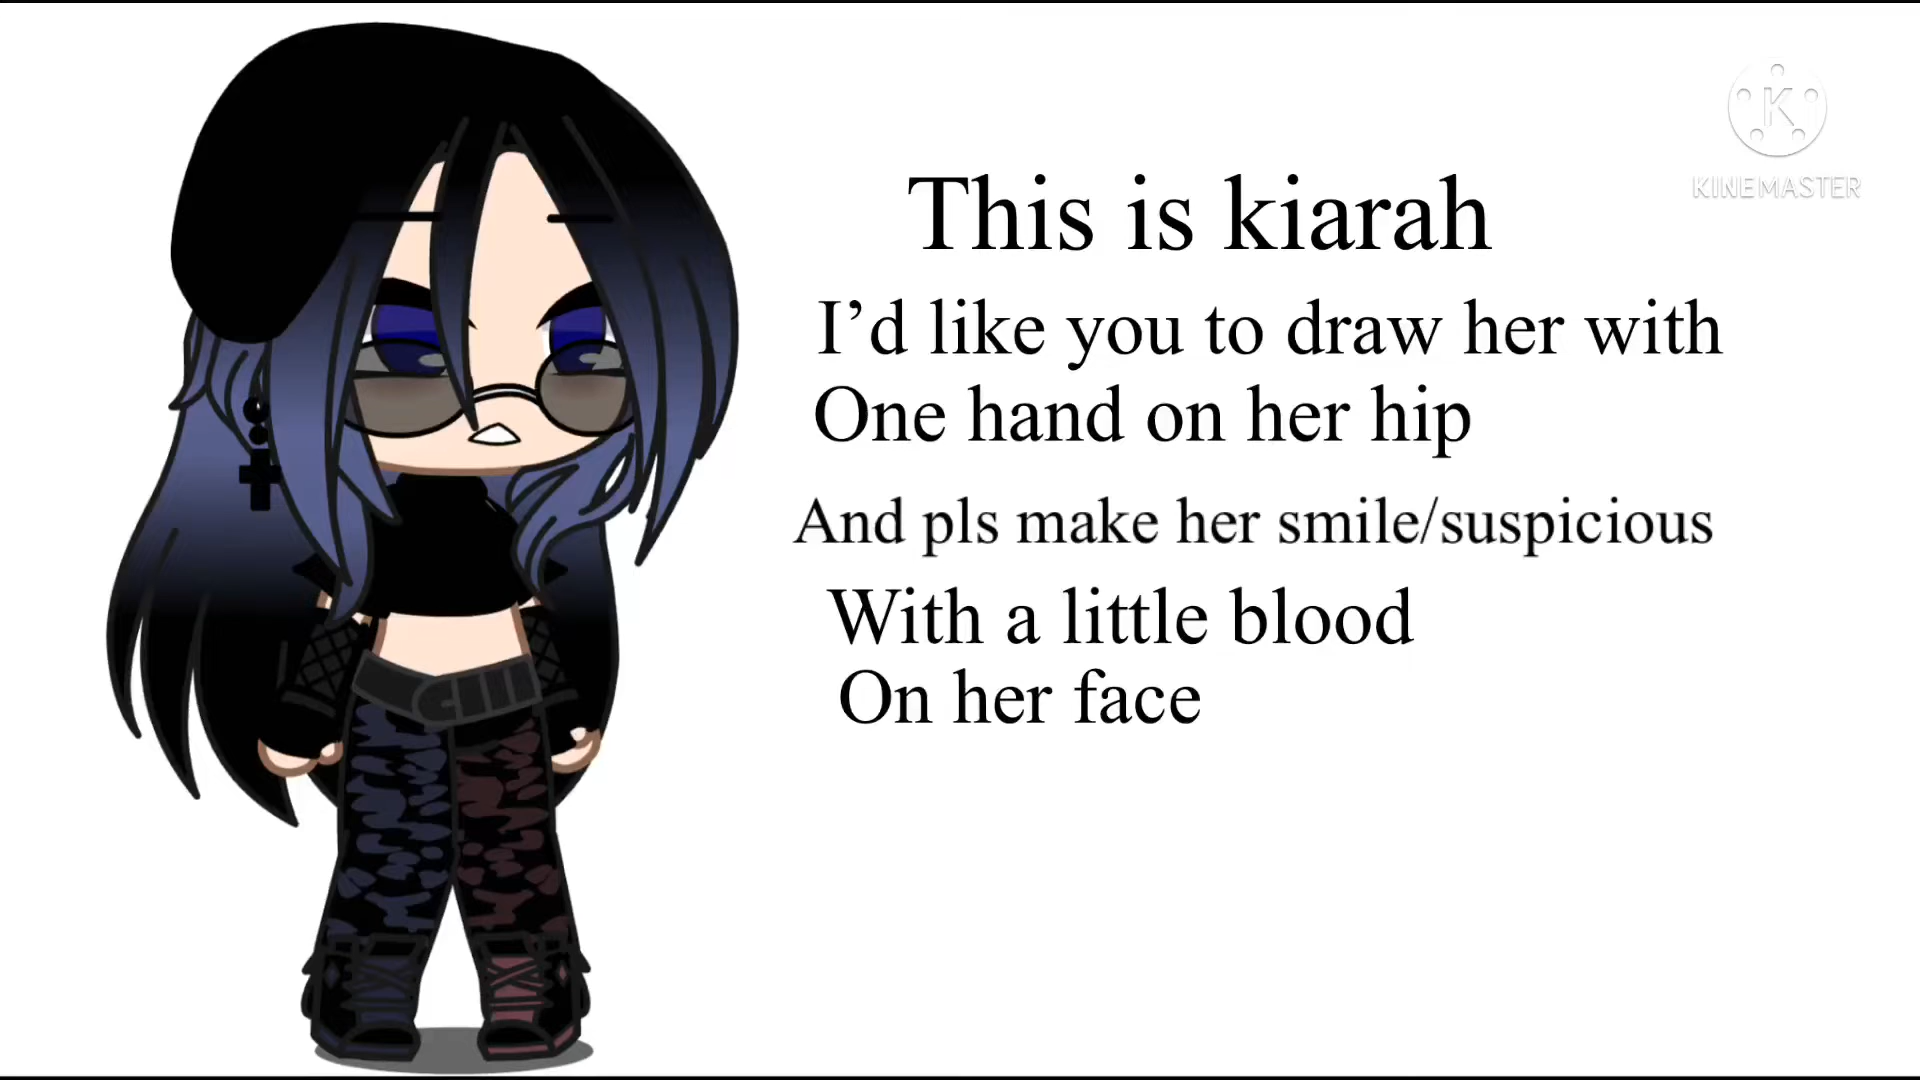 This is kiarah
I’d like you to draw her with
One hand on her hip
And pls make her smile/suspicious
With a little blood
On her face
K
KINEMASTER